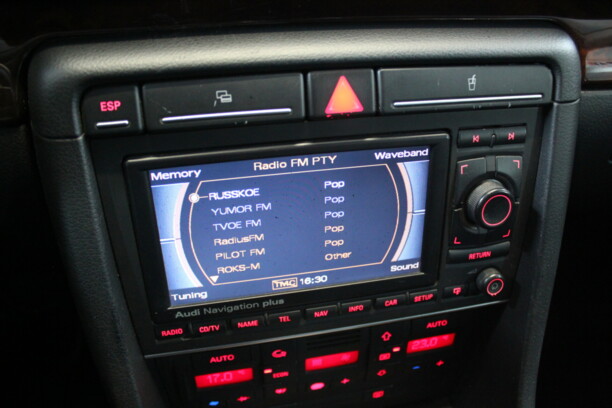 ESP
Radio FM PTY
Memory
Waveband
RUSSKOE Pop
YUMOR FM Pop
TVOE FM Pop
RadiusFM Pop
PILOT FM Pop
ROKS-M Other
TMC 16:30
Tuning
Sound
RETURN
Audi Navigation plus
RADIO CD/TV NAME TEL NAV INFO CAR SETUP
AUTO AUTO
17.0 23.0
ECON